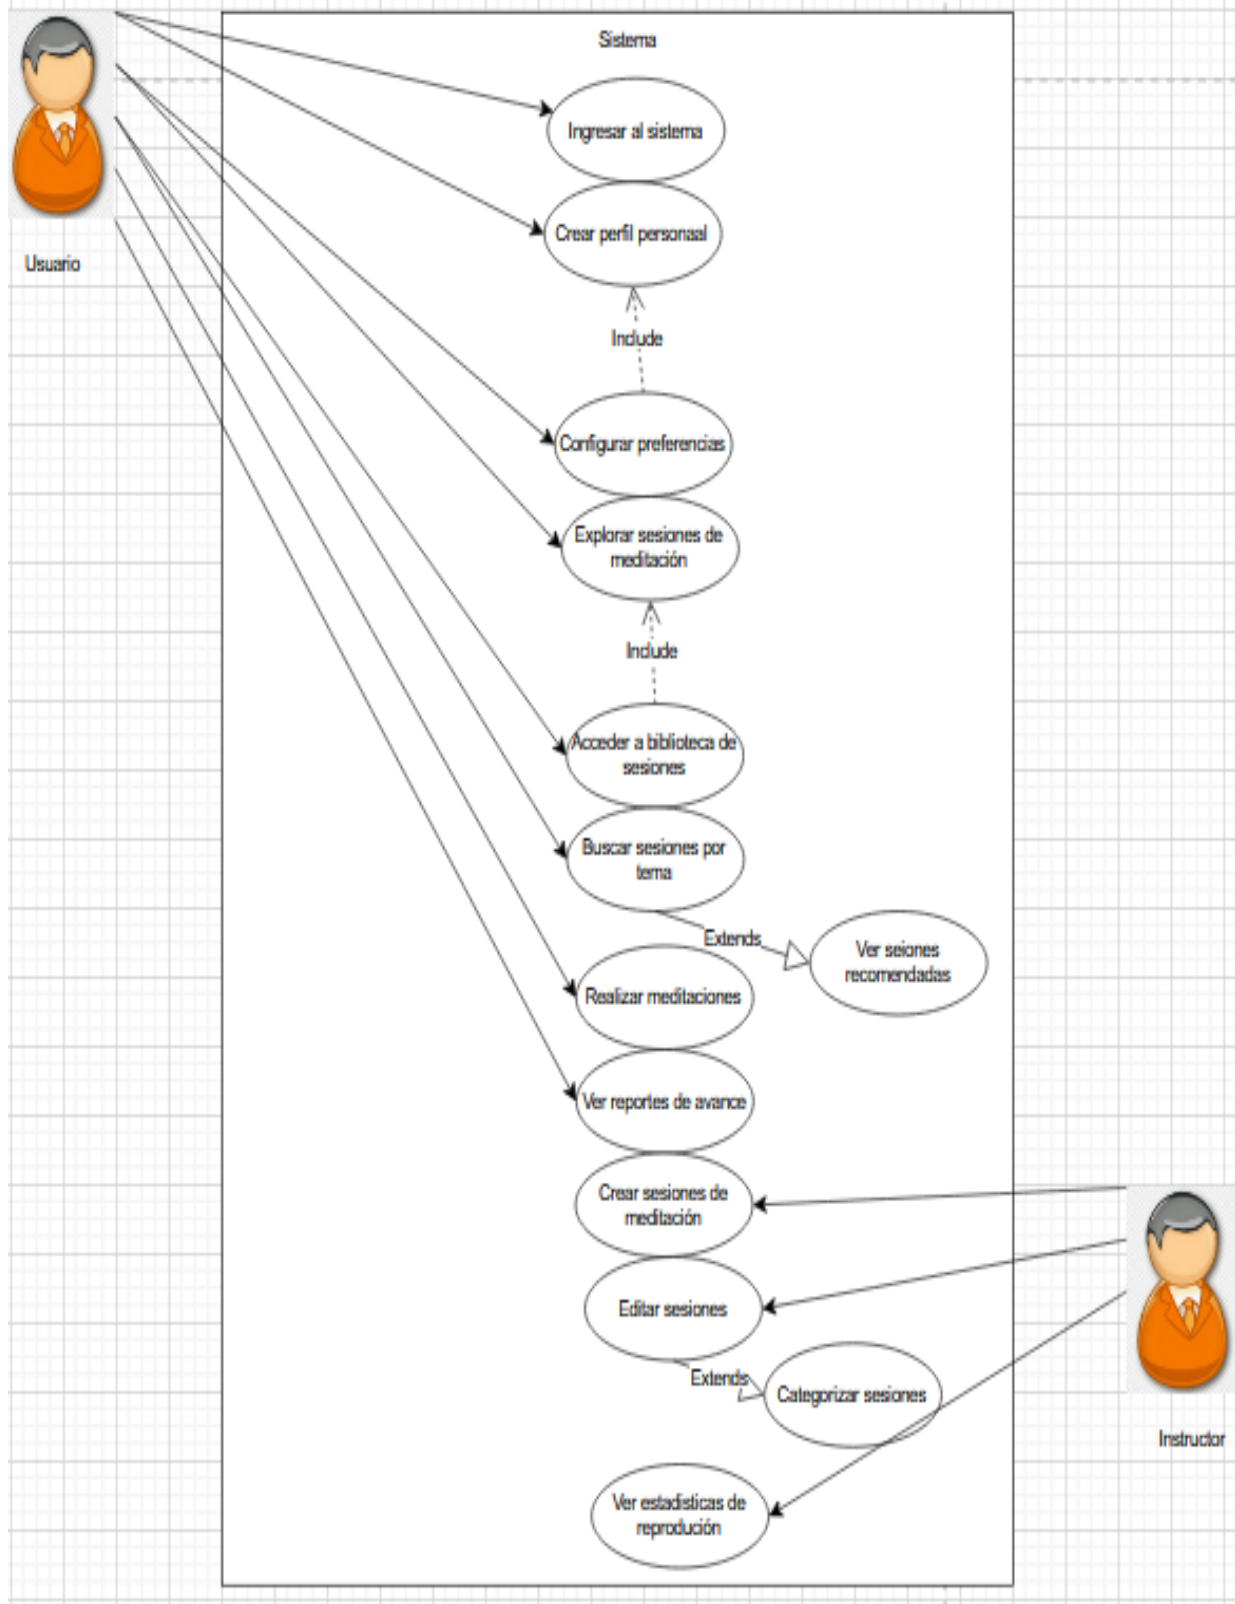 Sistema
Ingresar al sistema
Crear perfil personaal
Usuario
Include
Configurar preferencias
Explorar sesiones de
meditación
Include
Acceder a biblioteca de
sesiones
Buscar sesiones por
tema
Extends
Ver seiones
recomendadas
Realizar meditaciones
Ver reportes de avance
Crear sesiones de
meditación
Editar sesiones
Extends
Categorizar sesiones
Instructor
Ver estadisticas de
reprodución